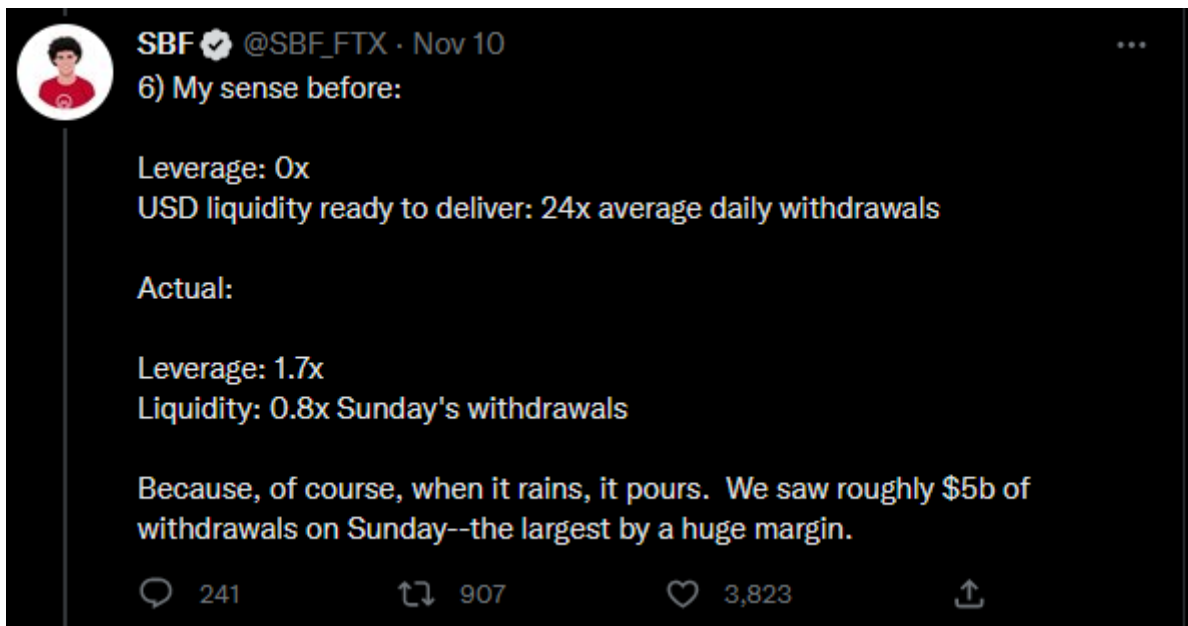 SBF @SBF_FTX · Nov 10
6) My sense before:
Leverage: 0x
USD liquidity ready to deliver: 24x average daily withdrawals
Actual:
Leverage: 1.7x
Liquidity: 0.8x Sunday's withdrawals
Because, of course, when it rains, it pours.  We saw roughly $5b of
withdrawals on Sunday--the largest by a huge margin.
241 907 3,823